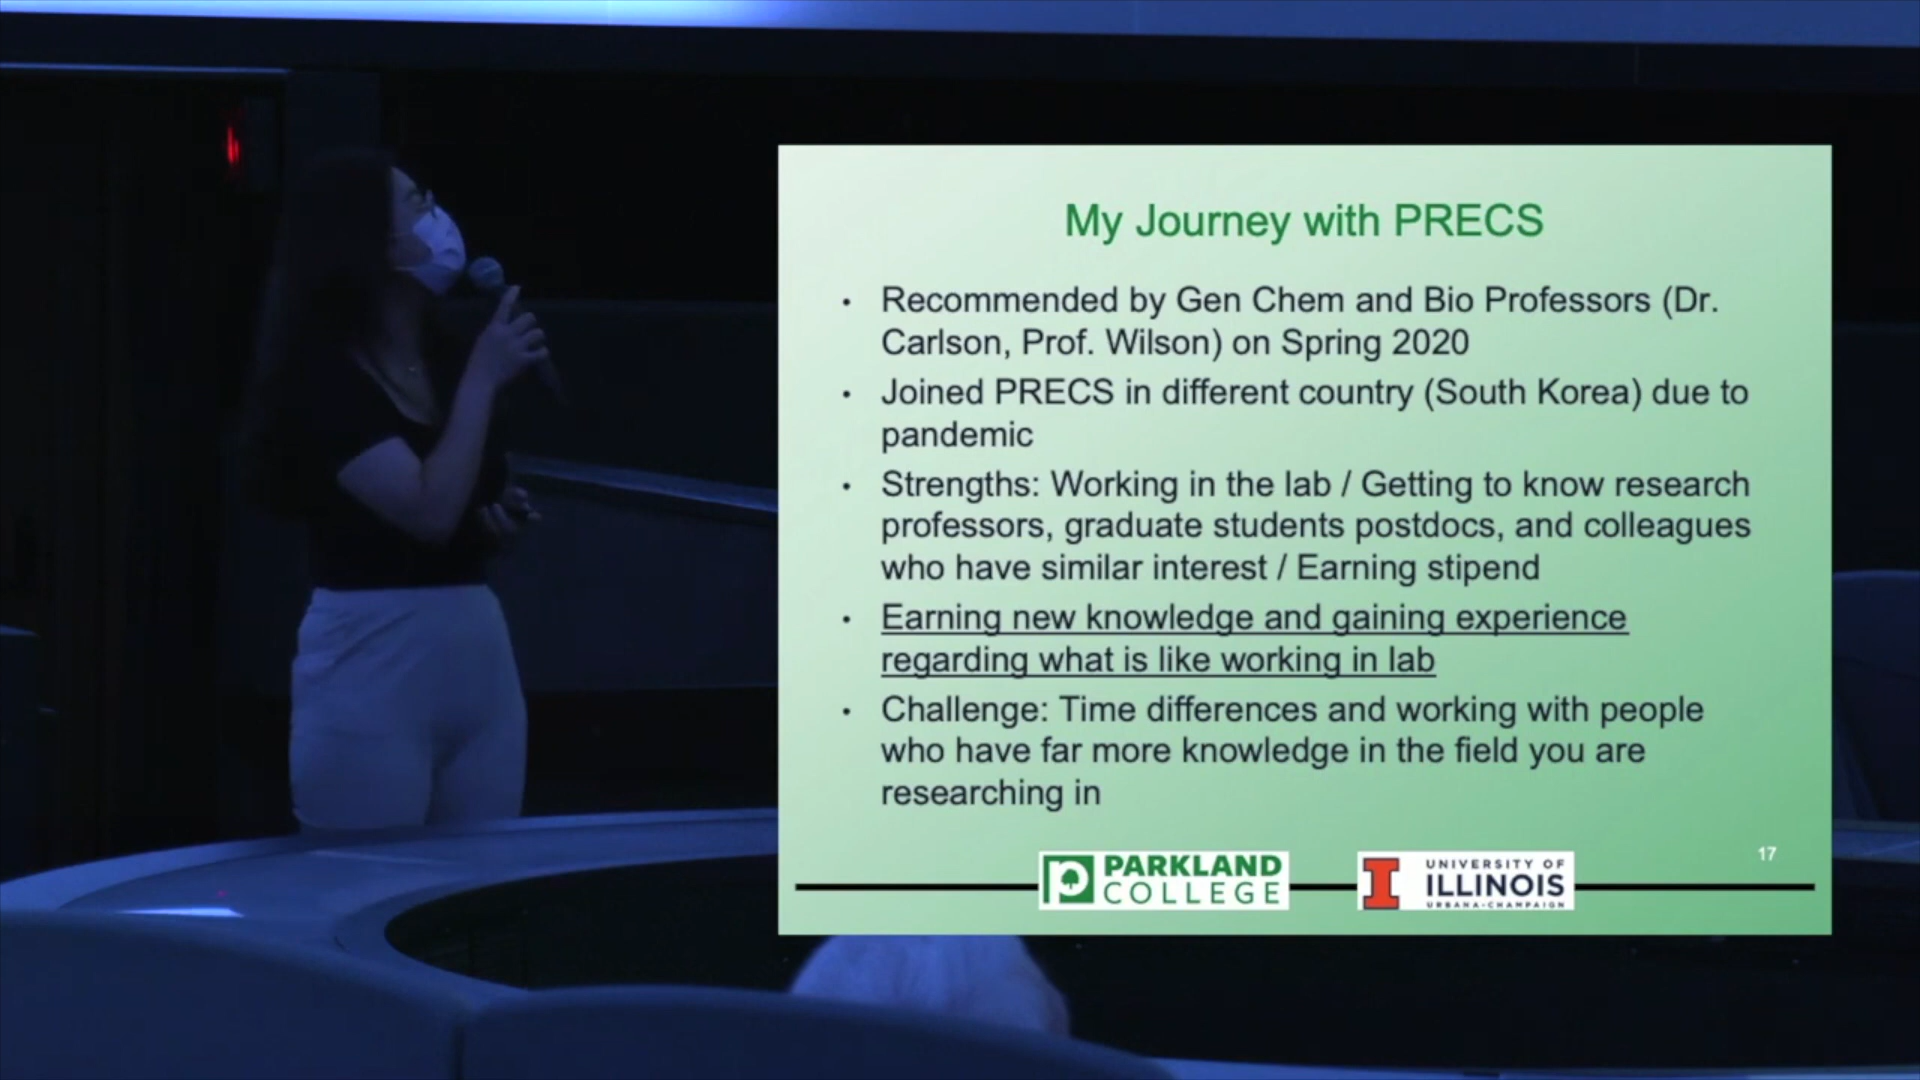 My Journey with PRECS
• Recommended by Gen Chem and Bio Professors (Dr.
Carlson, Prof. Wilson) on Spring 2020
• Joined PRECS in different country (South Korea) due to
pandemic
• Strengths: Working in the lab / Getting to know research
professors, graduate students postdocs, and colleagues
who have similar interest / Earning stipend
• Earning new knowledge and gaining experience
regarding what is like working in lab
• Challenge: Time differences and working with people
who have far more knowledge in the field you are
researching in
17
PARKLAND
COLLEGE
UNIVERSITY OF
ILLINOIS
URBANA-CHAMPAIGN